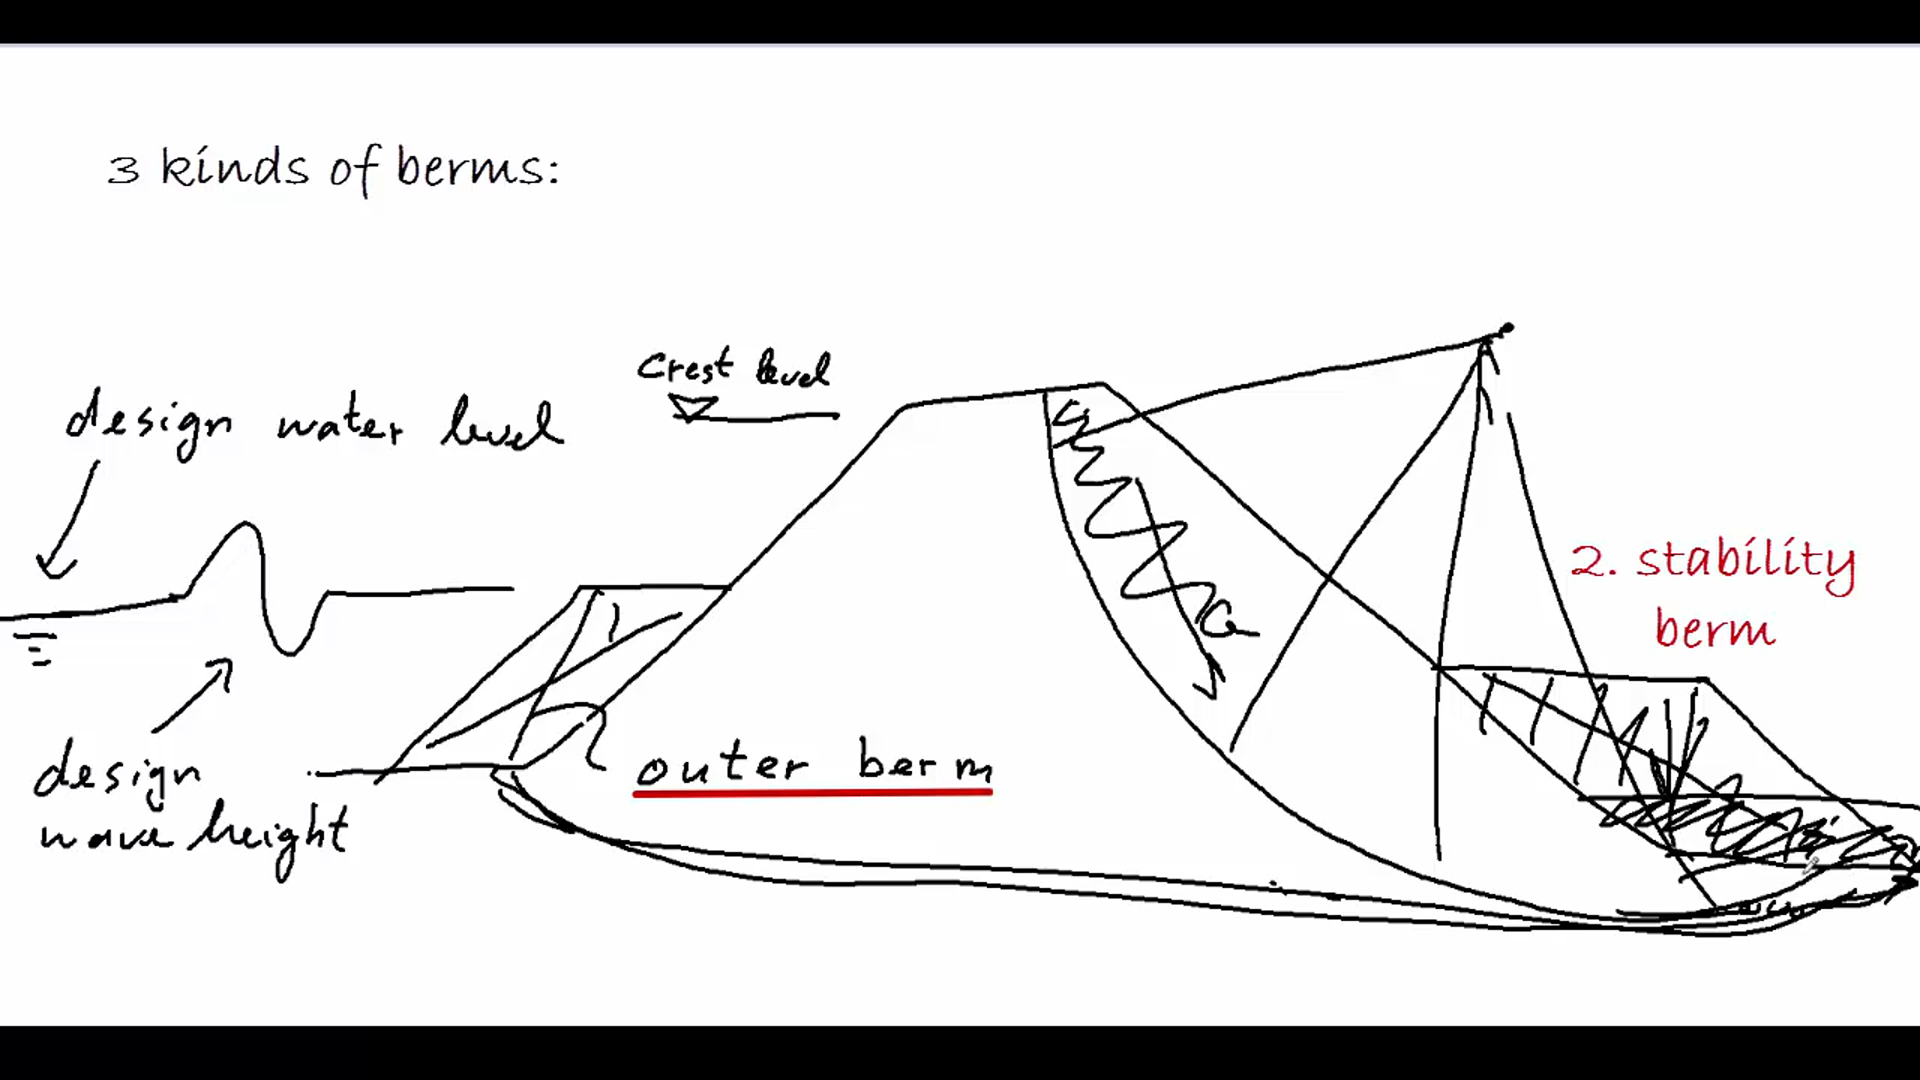 3 kinds of berms:
Crest level
design water level
2. stability
berm
outer berm
design
wave height